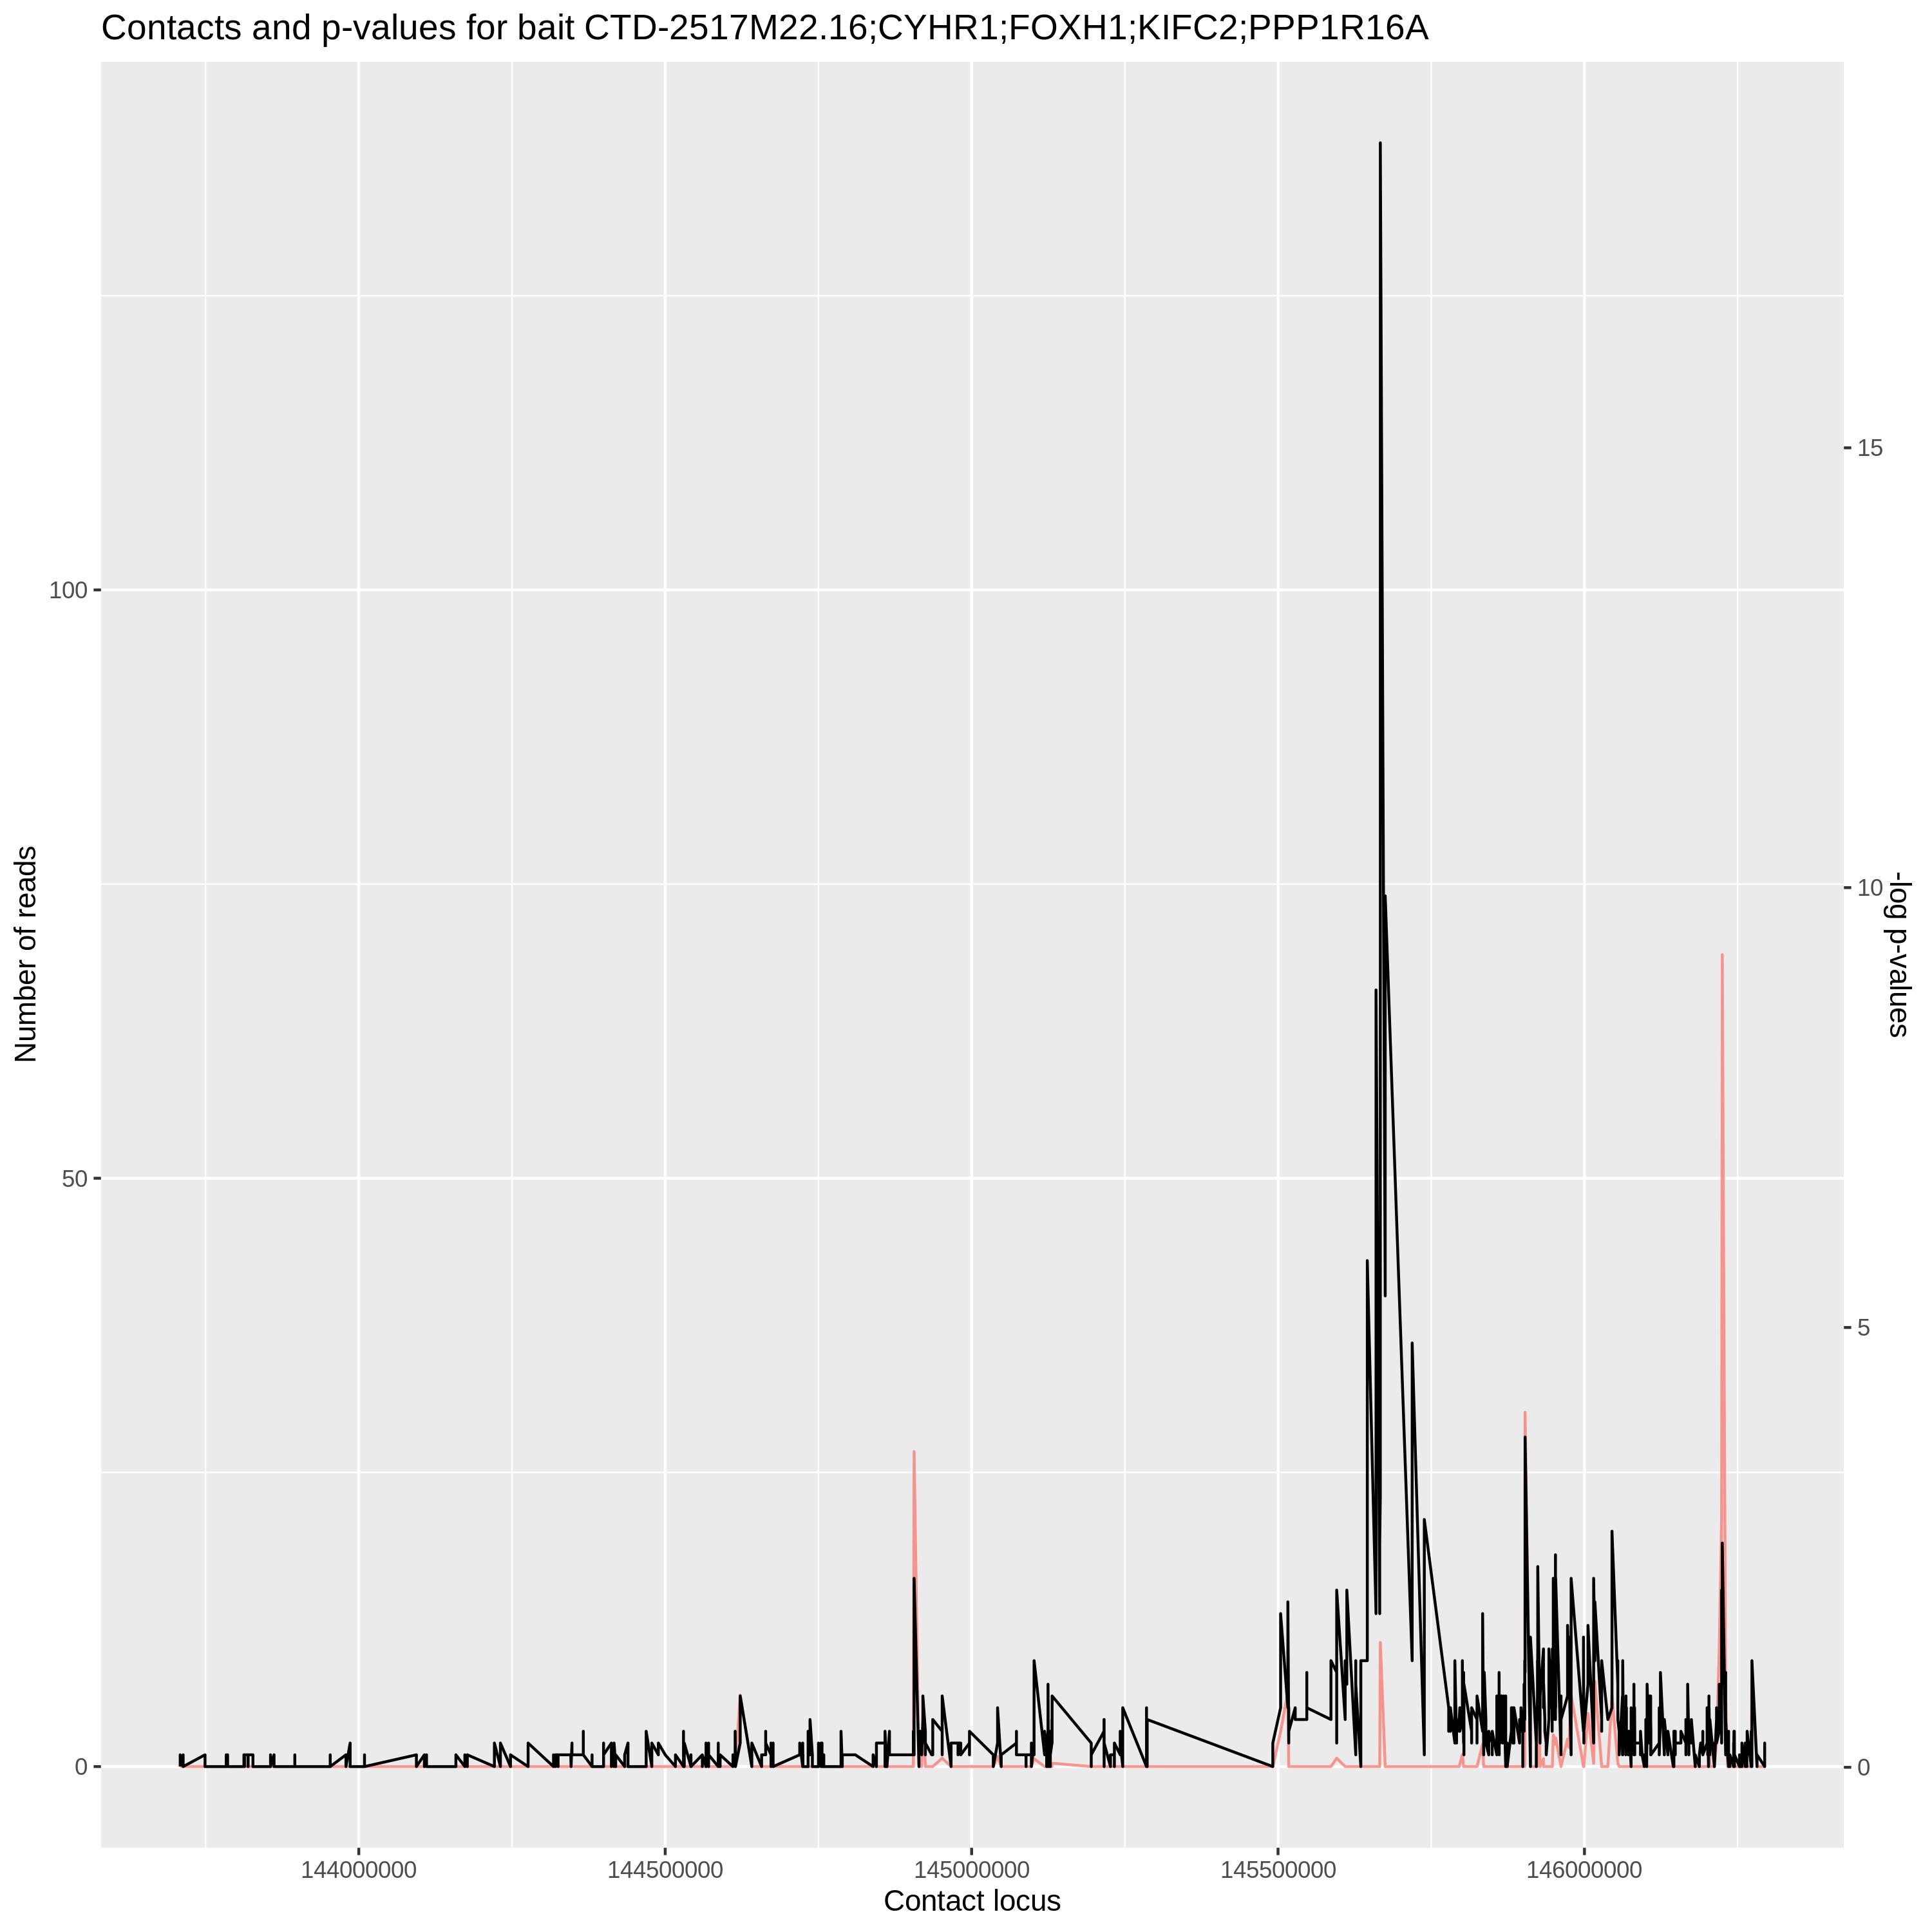 Contacts and p-values for bait CTD-2517M22.16;CYHR1;FOXH1;KIFC2;PPP1R16A
Number of reads
100
50
0
15
10
5
0
-log p-values
144000000 144500000 145000000 145500000 146000000
Contact locus